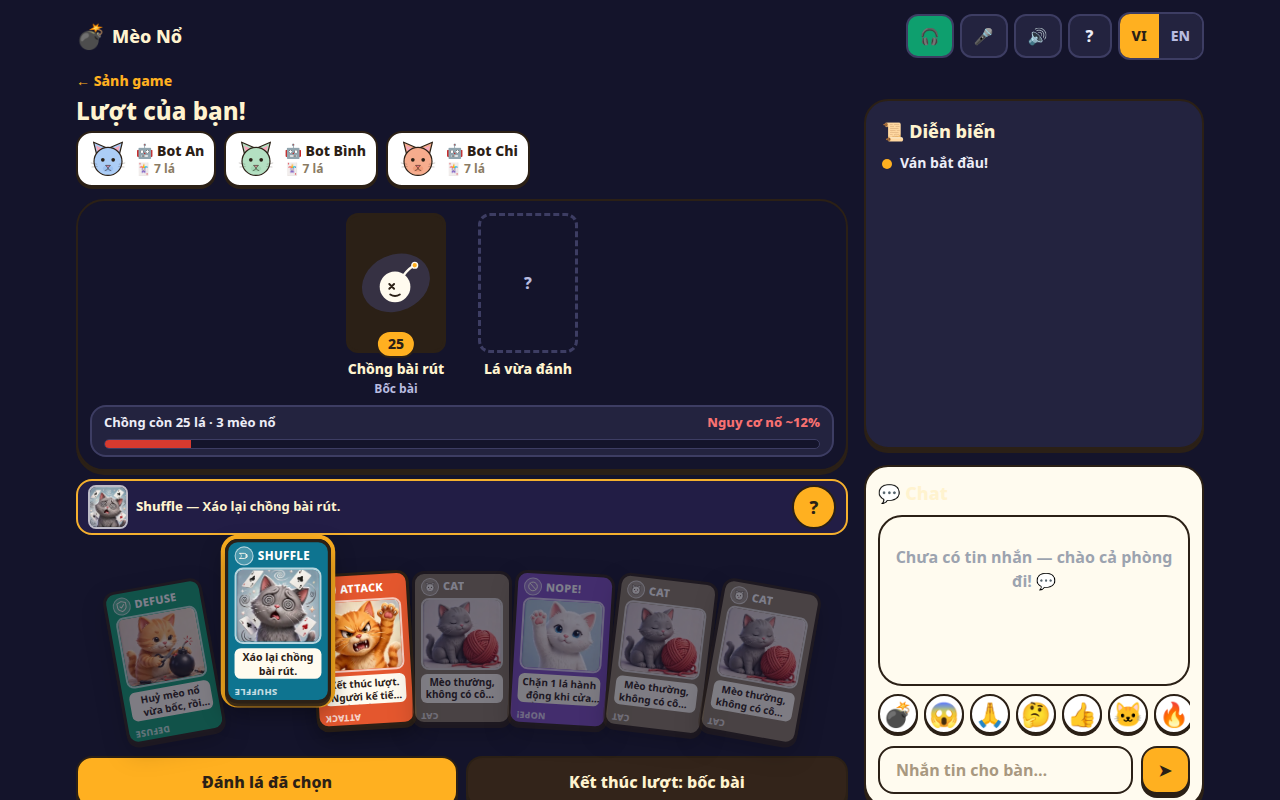 Mèo Nổ
?
VI
EN
← Sảnh game
Lượt của bạn!
Bot An
7 lá
Bot Bình
7 lá
Bot Chi
7 lá
25
Chồng bài rút
Bốc bài
?
Lá vừa đánh
Chồng còn 25 lá · 3 mèo nổ
Nguy cơ nổ ~12%
Shuffle — Xáo lại chồng bài rút.
?
DEFUSE
Huỷ mèo nổ
vừa bốc, rồi...
DEFUSE
SHUFFLE
Xáo lại chồng
bài rút.
SHUFFLE
ATTACK
Kết thúc lượt.
Người kế tiế...
ATTACK
CAT
Mèo thường,
không có cô...
CAT
NOPE!
Chặn 1 lá hành
động khi cửa...
NOPE!
CAT
Mèo thường,
không có cô...
CAT
CAT
Mèo thường,
không có cô...
CAT
Đánh lá đã chọn
Kết thúc lượt: bốc bài
Diễn biến
Ván bắt đầu!
Chat
Chưa có tin nhắn — chào cả phòng
đi!
Nhắn tin cho bàn...